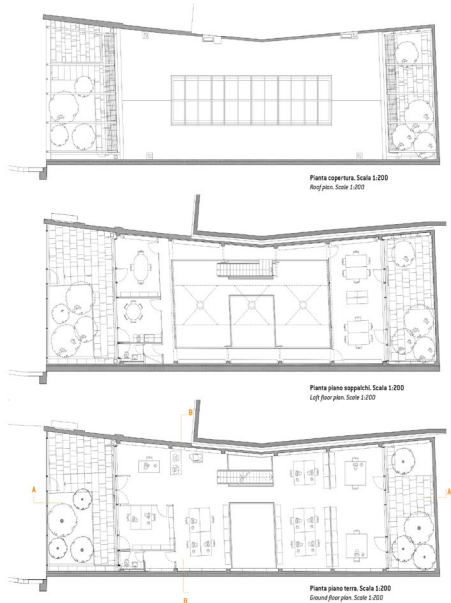 Pianta copertura. Scala 1:200
Roof plan. Scale 1:200
Pianta piano soppalchi. Scala 1:200
Loft floor plan. Scale 1:200
B
A
A
B
Pianta piano terra. Scala 1:200
Ground floor plan. Scale 1:200